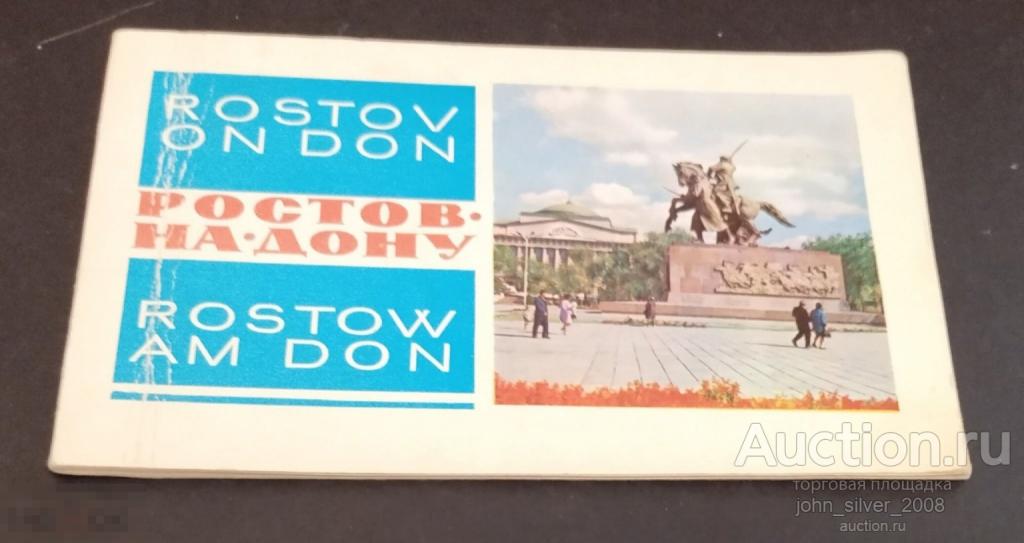 ROSTOV
ON DON
РОСТОВ·
НА·ДОНУ
ROSTOW
AM DON
Auction.ru
торговая площадка
john_silver_2008
auction.ru